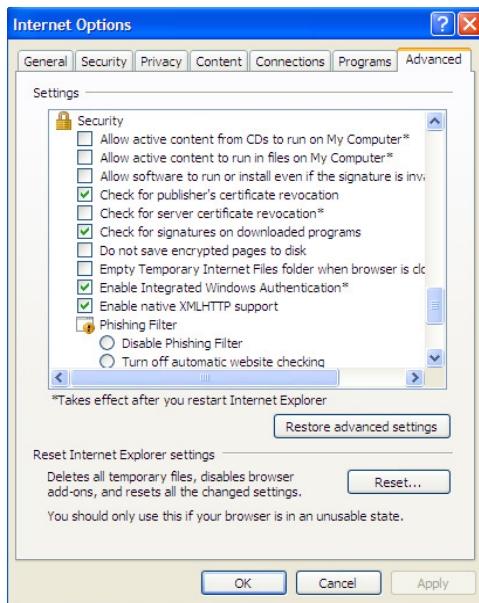 Internet Options
General Security Privacy Content Connections Programs Advanced
Settings
Security
Allow active content from CDs to run on My Computer*
Allow active content to run in files on My Computer*
Allow software to run or install even if the signature is inva
Check for publisher's certificate revocation
Check for server certificate revocation*
Check for signatures on downloaded programs
Do not save encrypted pages to disk
Empty Temporary Internet Files folder when browser is clo
Enable Integrated Windows Authentication*
Enable native XMLHTTP support
Phishing Filter
Disable Phishing Filter
Turn off automatic website checking
*Takes effect after you restart Internet Explorer
Restore advanced settings
Reset Internet Explorer settings
Deletes all temporary files, disables browser
add-ons, and resets all the changed settings.
Reset...
You should only use this if your browser is in an unusable state.
OK Cancel Apply